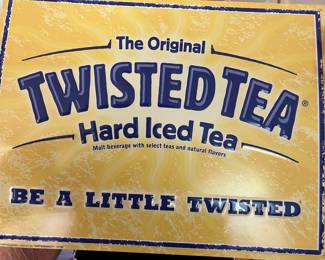 The Original
TWISTED TEA®
Hard Iced Tea
Malt beverage with select teas and natural flavors
BE A LITTLE TWISTED